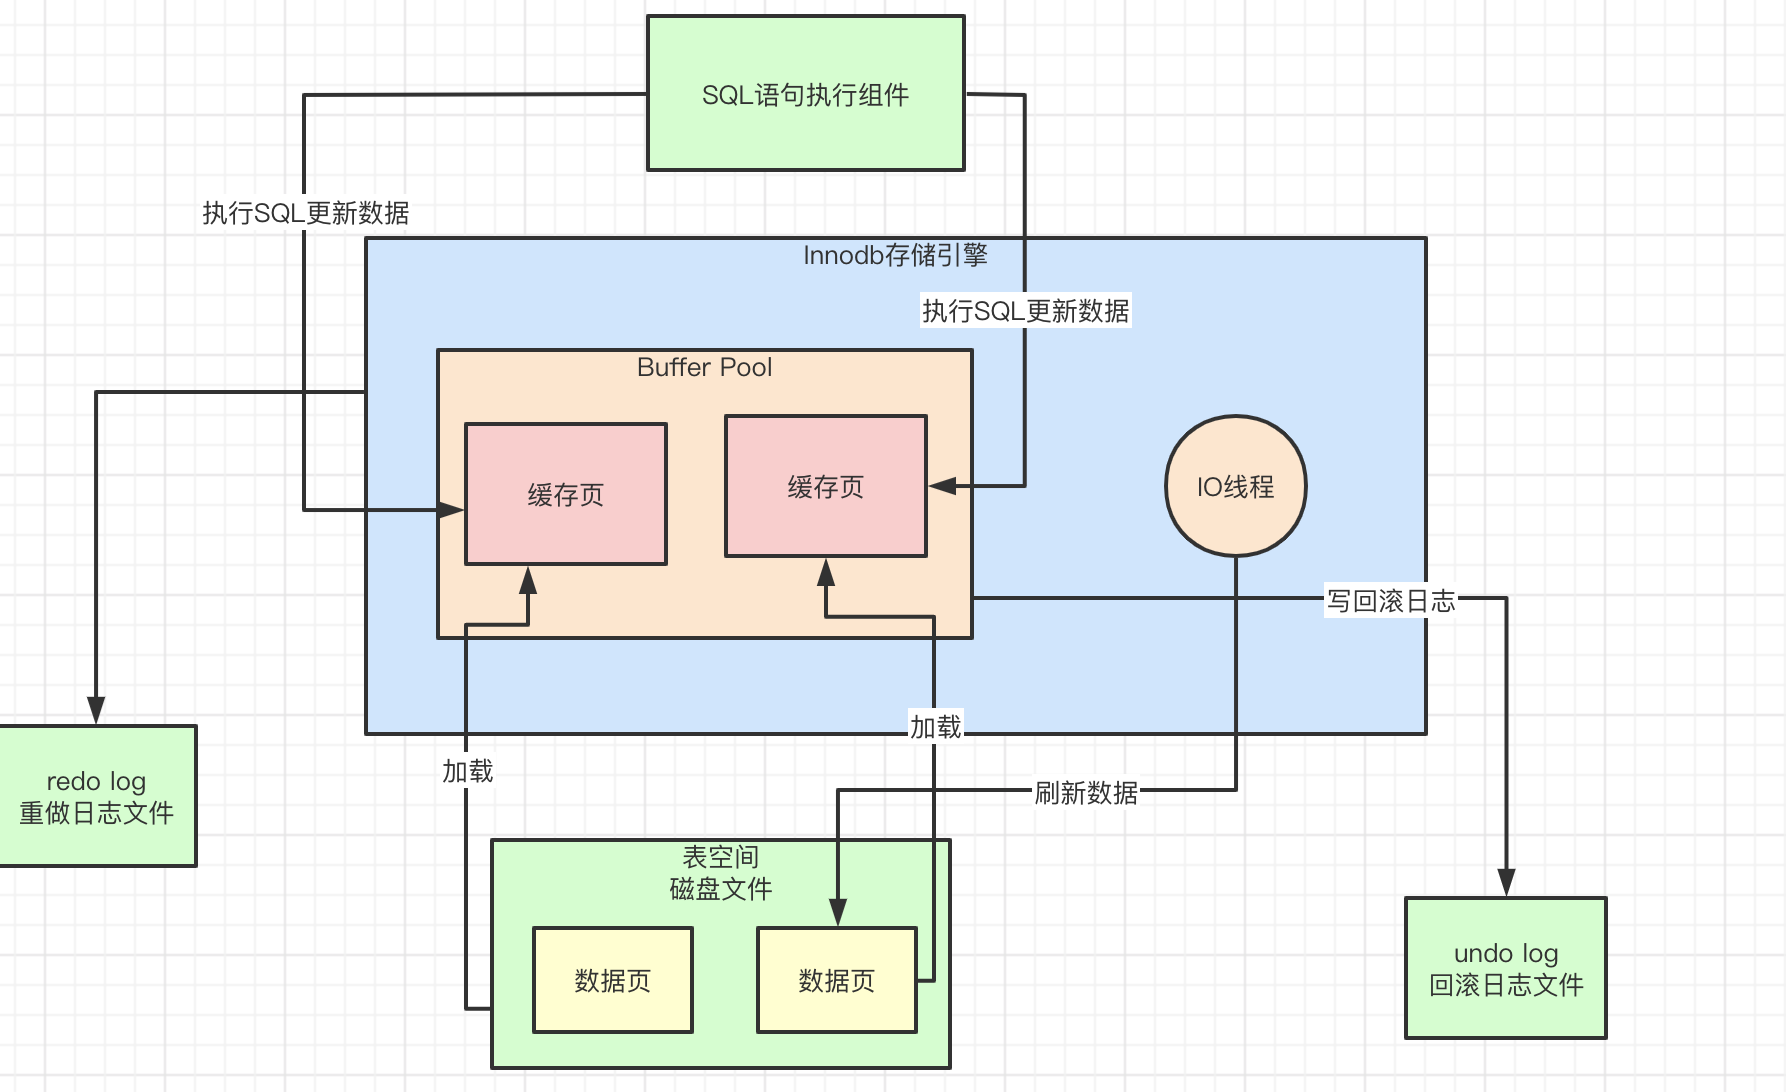 SQL语句执行组件
执行SQL更新数据
Innodb存储引擎
执行SQL更新数据
Buffer Pool
缓存页
缓存页
IO线程
写回滚日志
加载
加载
刷新数据
redo log
重做日志文件
表空间
磁盘文件
数据页
数据页
undo log
回滚日志文件